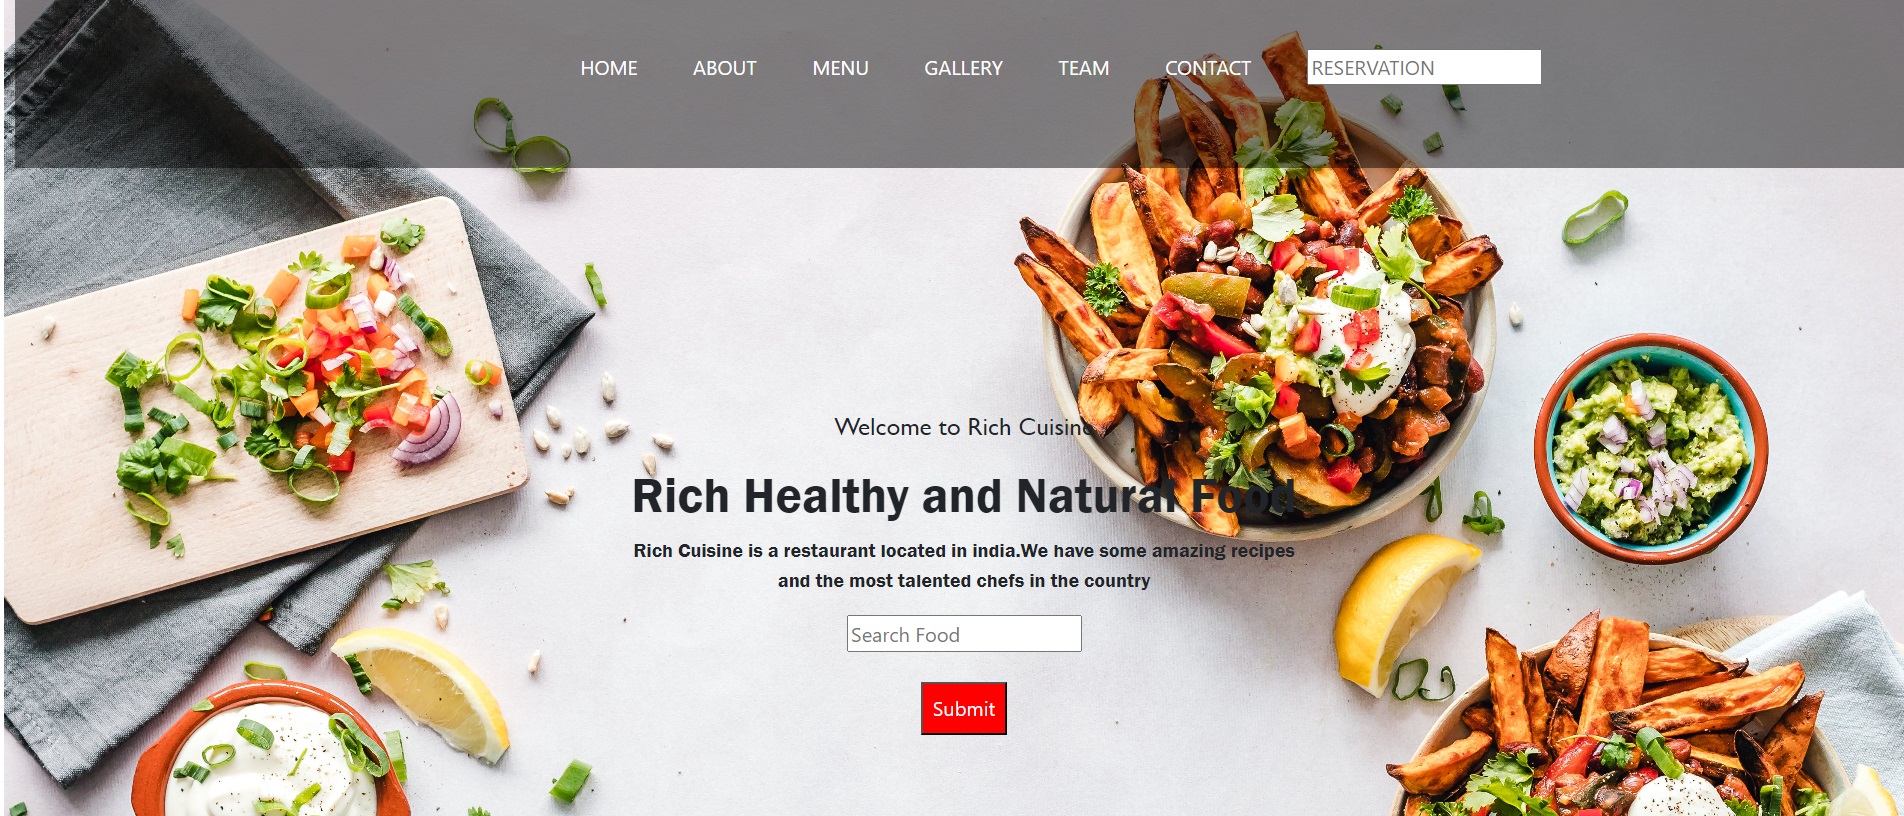 HOME ABOUT MENU GALLERY TEAM CONTACT RESERVATION
Welcome to Rich Cuisine
Rich Healthy and Natural Food
Rich Cuisine is a restaurant located in india.We have some amazing recipes
and the most talented chefs in the country
Search Food
Submit